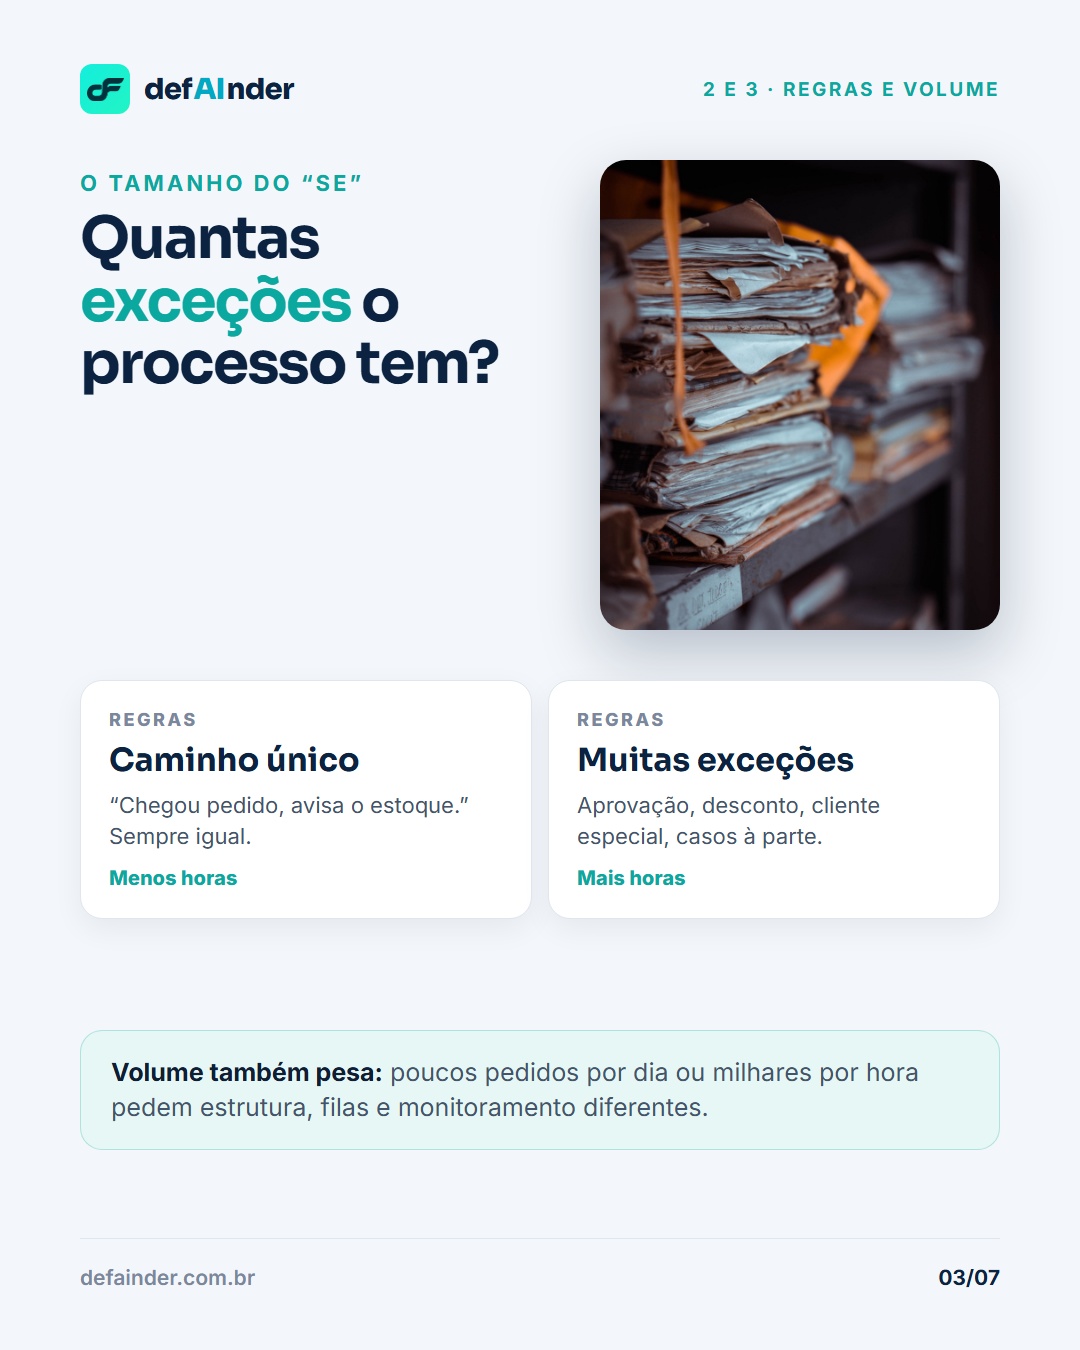 defAInder
2 E 3 · REGRAS E VOLUME
O TAMANHO DO “SE”
Quantas
exceções o
processo tem?
REGRAS
Caminho único
“Chegou pedido, avisa o estoque.”
Sempre igual.
Menos horas
REGRAS
Muitas exceções
Aprovação, desconto, cliente
especial, casos à parte.
Mais horas
Volume também pesa: poucos pedidos por dia ou milhares por hora
pedem estrutura, filas e monitoramento diferentes.
defainder.com.br
03/07